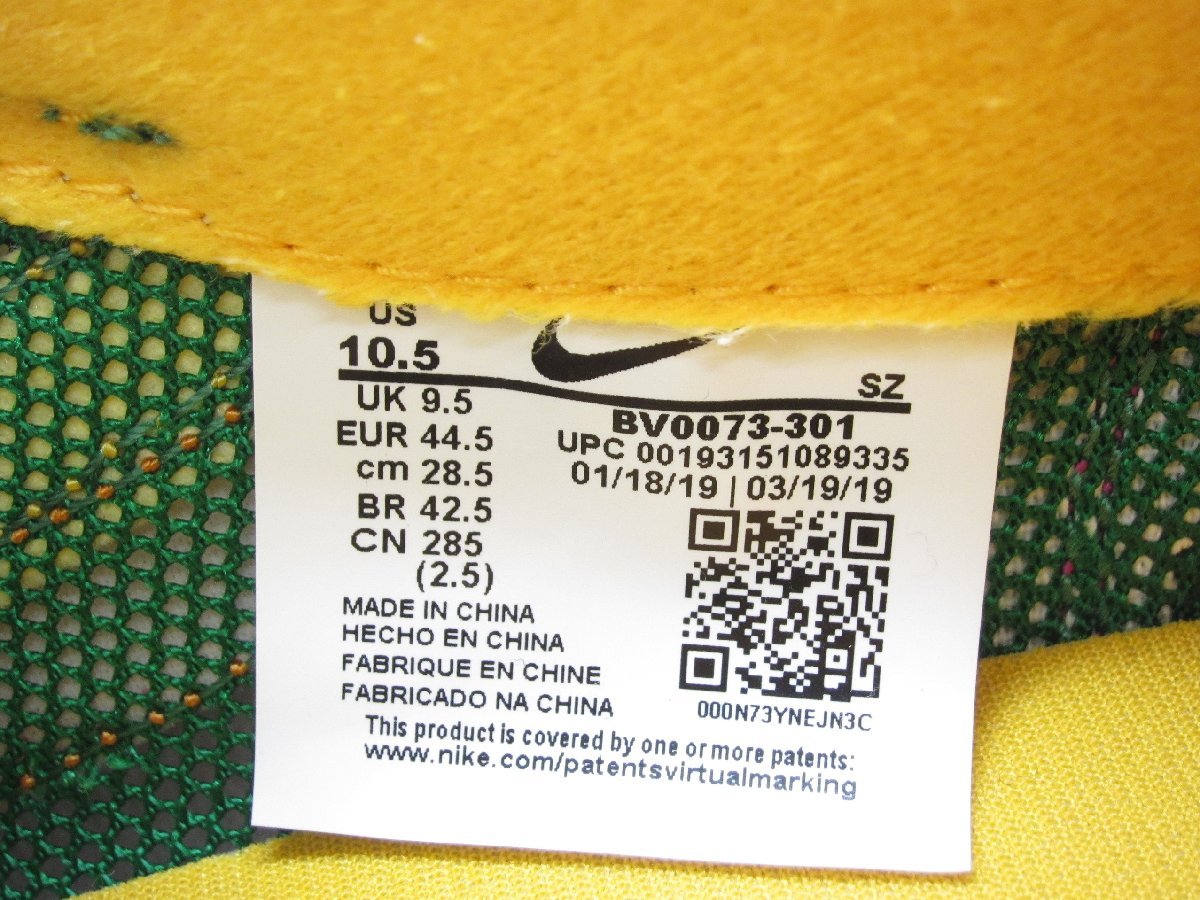 US
10.5
SZ
UK 9.5
EUR 44.5
cm 28.5
BR 42.5
CN 285
(2.5)
BV0073-301
UPC 00193151089335
01/18/19 | 03/19/19
MADE IN CHINA
HECHO EN CHINA
FABRIQUE EN CHINE
FABRICADO NA CHINA
000N73YNEJN3C
This product is covered by one or more patents:
www.nike.com/patentsvirtualmarking